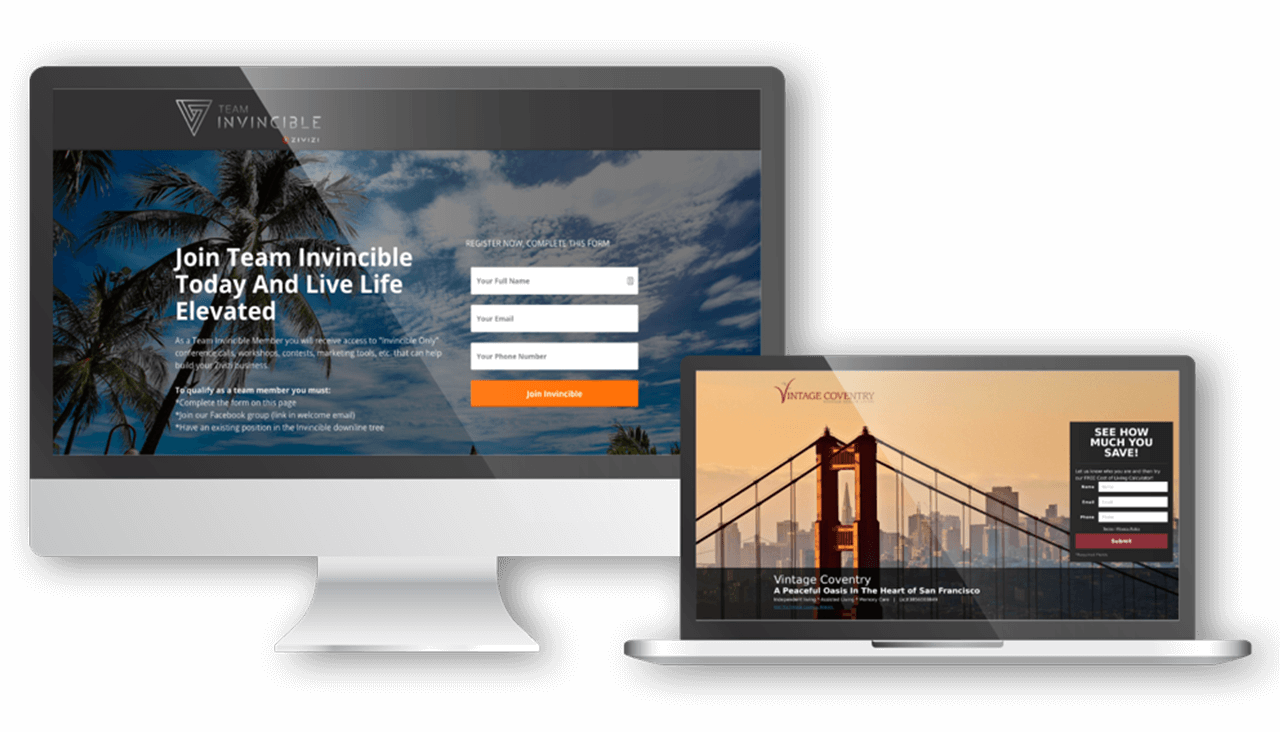 TEAM
INVINCIBLE
REGISTER NOW, COMPLETE THIS FORM
Join Team Invincible
Today And Live Life
Elevated
Your Full Name
Your Email
Your Phone Number
Join Invincible
As a Team Invincible Member you will receive access to "Invincible Only"
conference calls, workshops, contests, marketing tools, etc. that can help
build your Zivizi business.
To qualify as a team member you must:
*Complete the form on this page
*Join our Facebook group (link in welcome email)
*Have an existing position in the Invincible downline tree
VINTAGE COVENTRY
SEE HOW
MUCH YOU
SAVE!
Let us know who you are and then try
our FREE Cost of Living Calculator!
Name
Email
Phone
Submit
Vintage Coventry
A Peaceful Oasis In The Heart of San Francisco
Independent Living * Assisted Living * Memory Care |